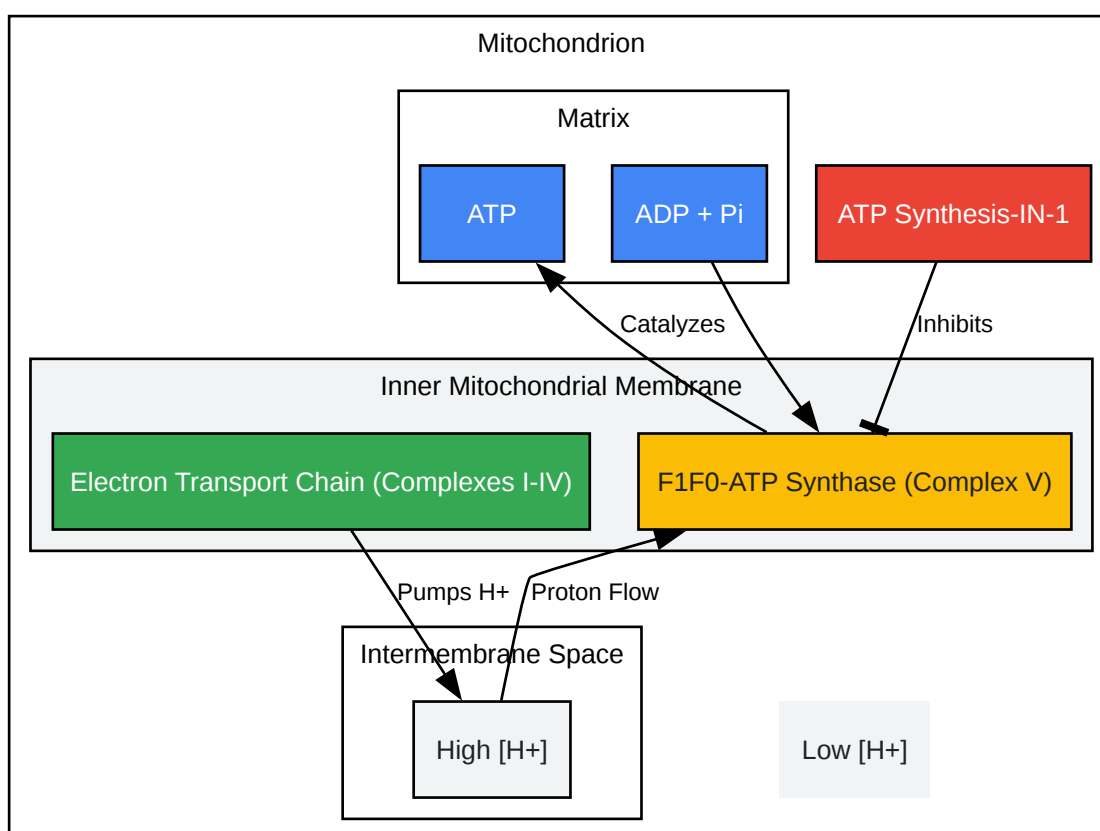 Mitochondrion
Matrix
ATP
ADP + Pi
ATP Synthesis-IN-1
Catalyzes
Inhibits
Inner Mitochondrial Membrane
Electron Transport Chain (Complexes I-IV)
F1F0-ATP Synthase (Complex V)
Pumps H+
Proton Flow
Intermembrane Space
High [H+]
Low [H+]